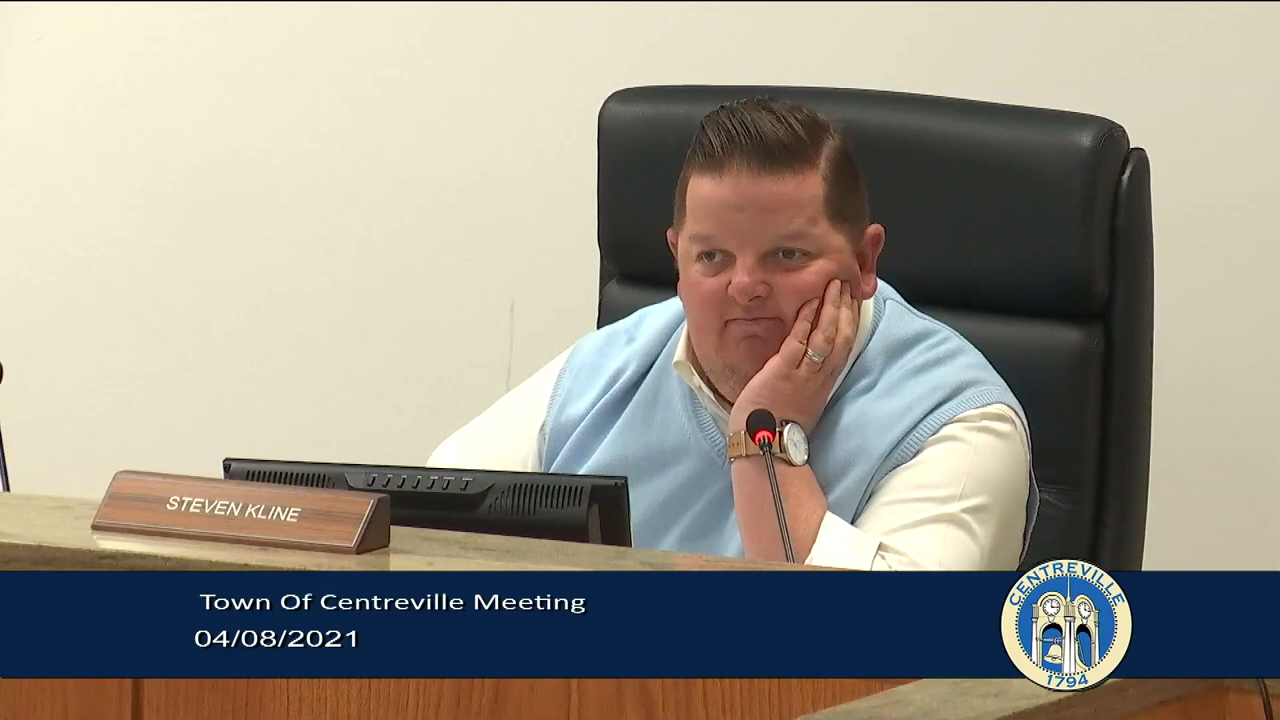 STEVEN KLINE
Town Of Centreville Meeting
04/08/2021
CENTREVILLE
1794